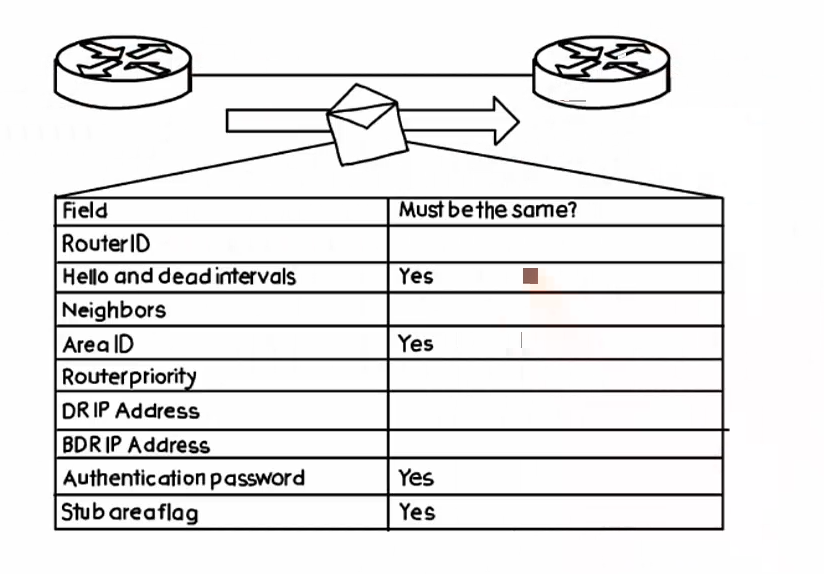 Field Must be the same?
Router ID
Hello and dead intervals Yes
Neighbors
Area ID Yes
Router priority
DR IP Address
BDR IP Address
Authentication password Yes
Stub area flag Yes